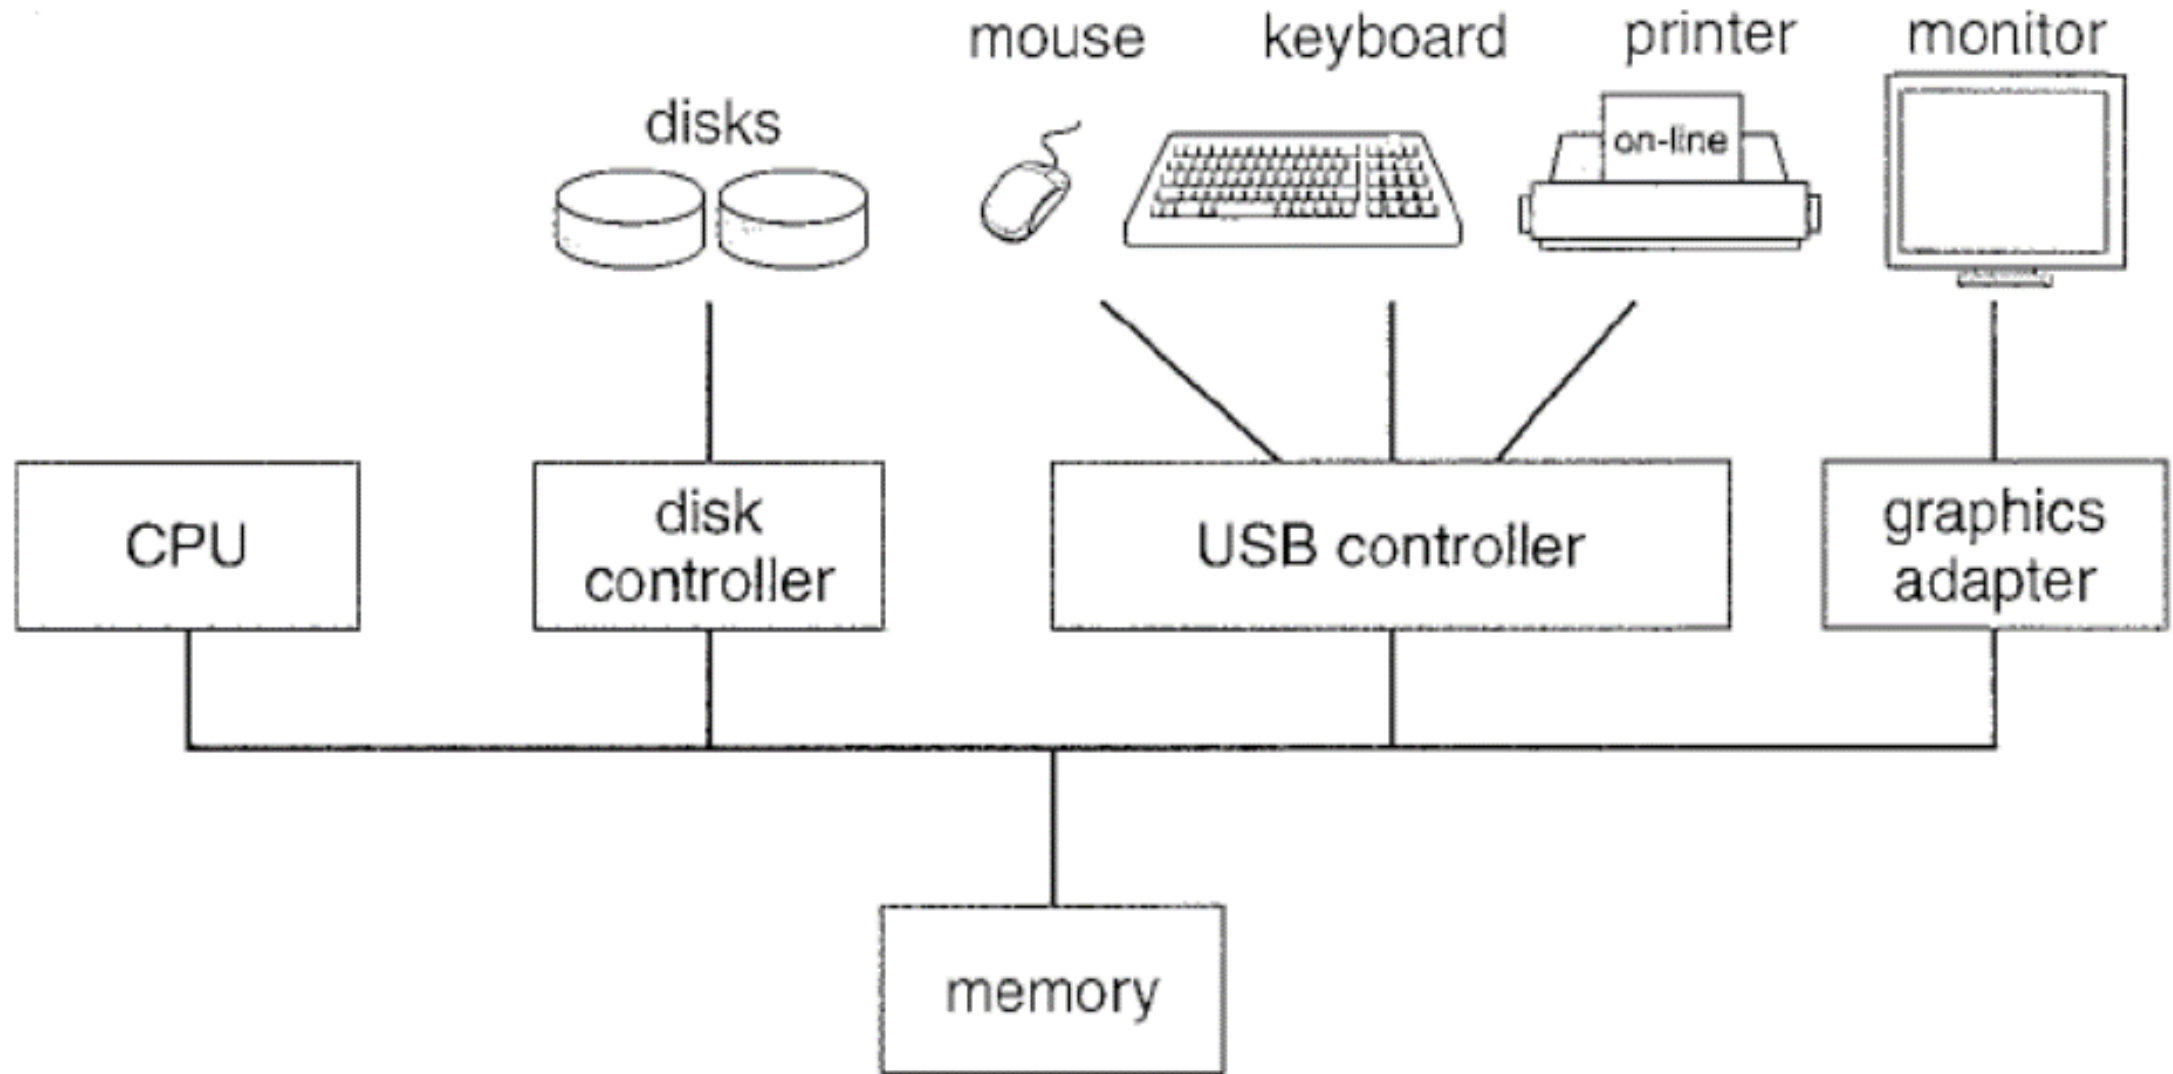 mouse
keyboard
printer
monitor
disks
on-line
CPU
disk
controller
USB controller
graphics
adapter
memory